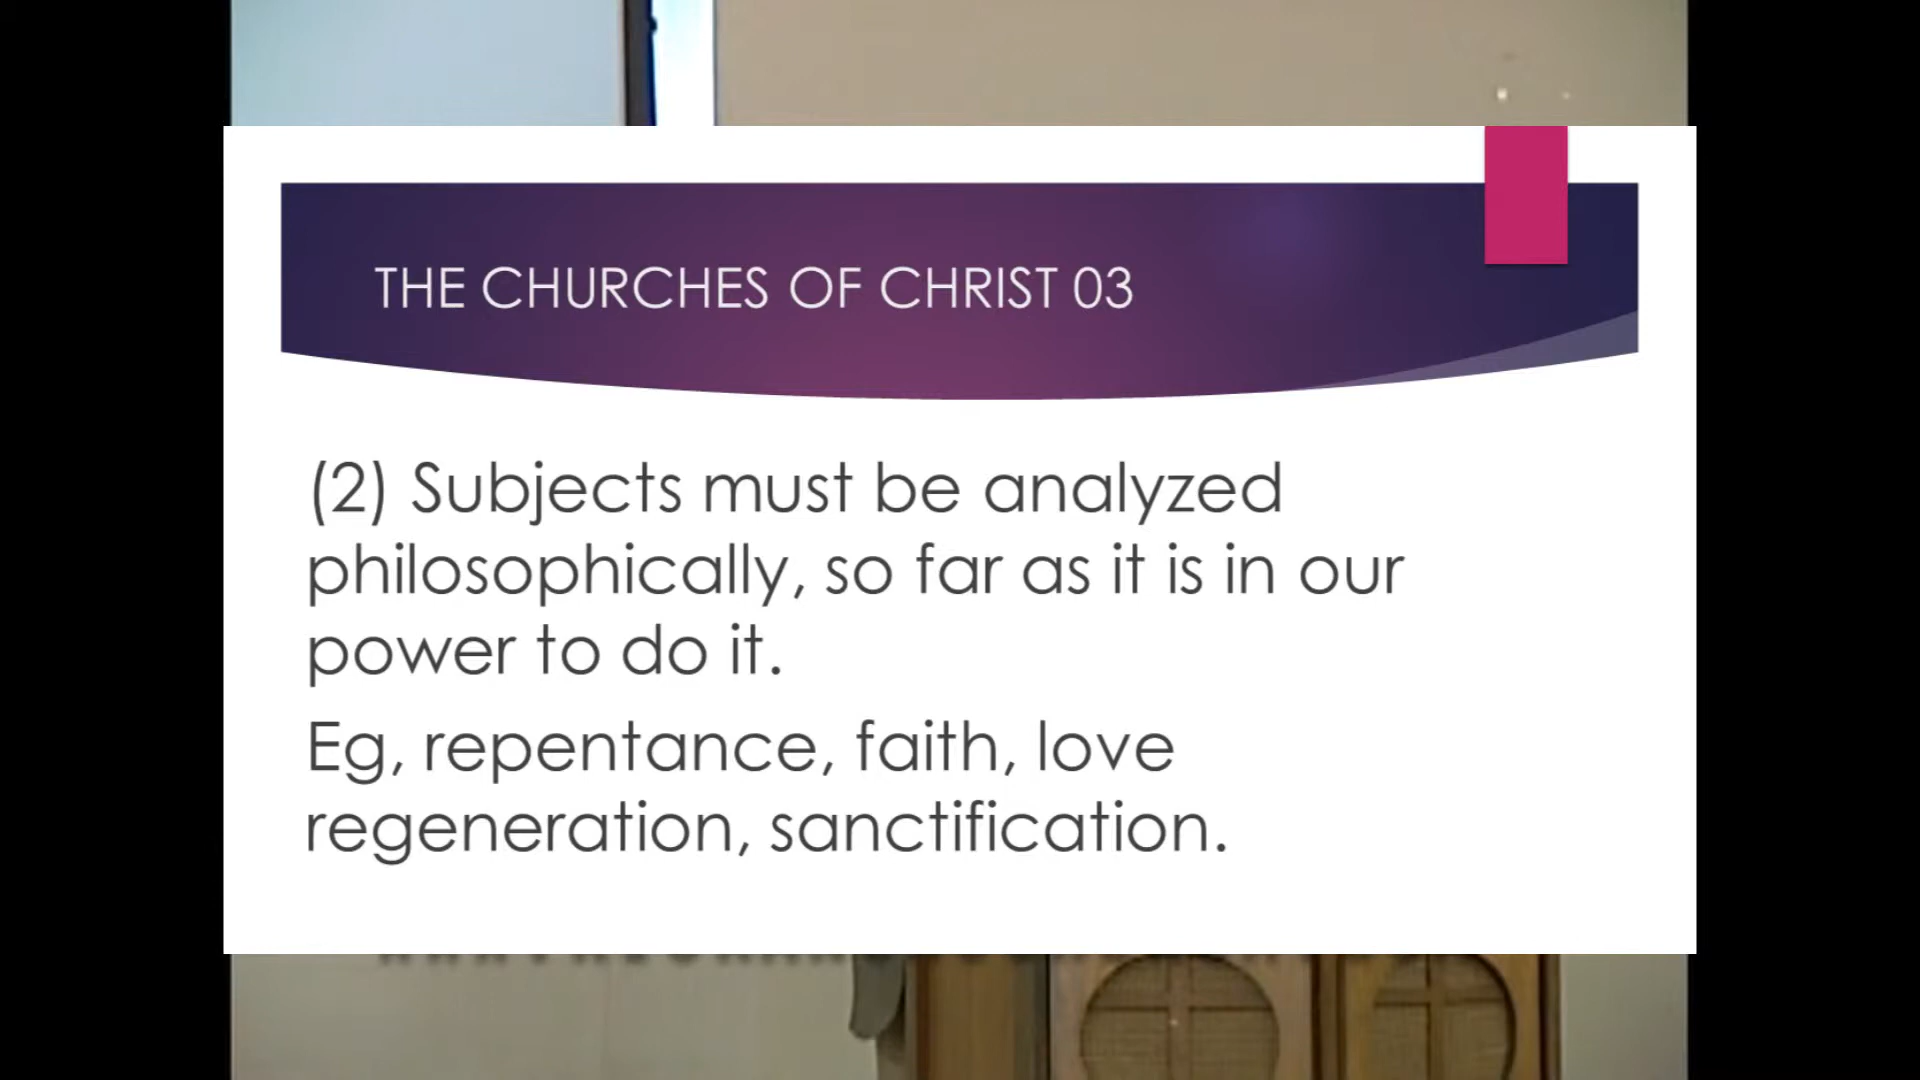 THE CHURCHES OF CHRIST 03
(2) Subjects must be analyzed
philosophically, so far as it is in our
power to do it.
Eg, repentance, faith, love
regeneration, sanctification.